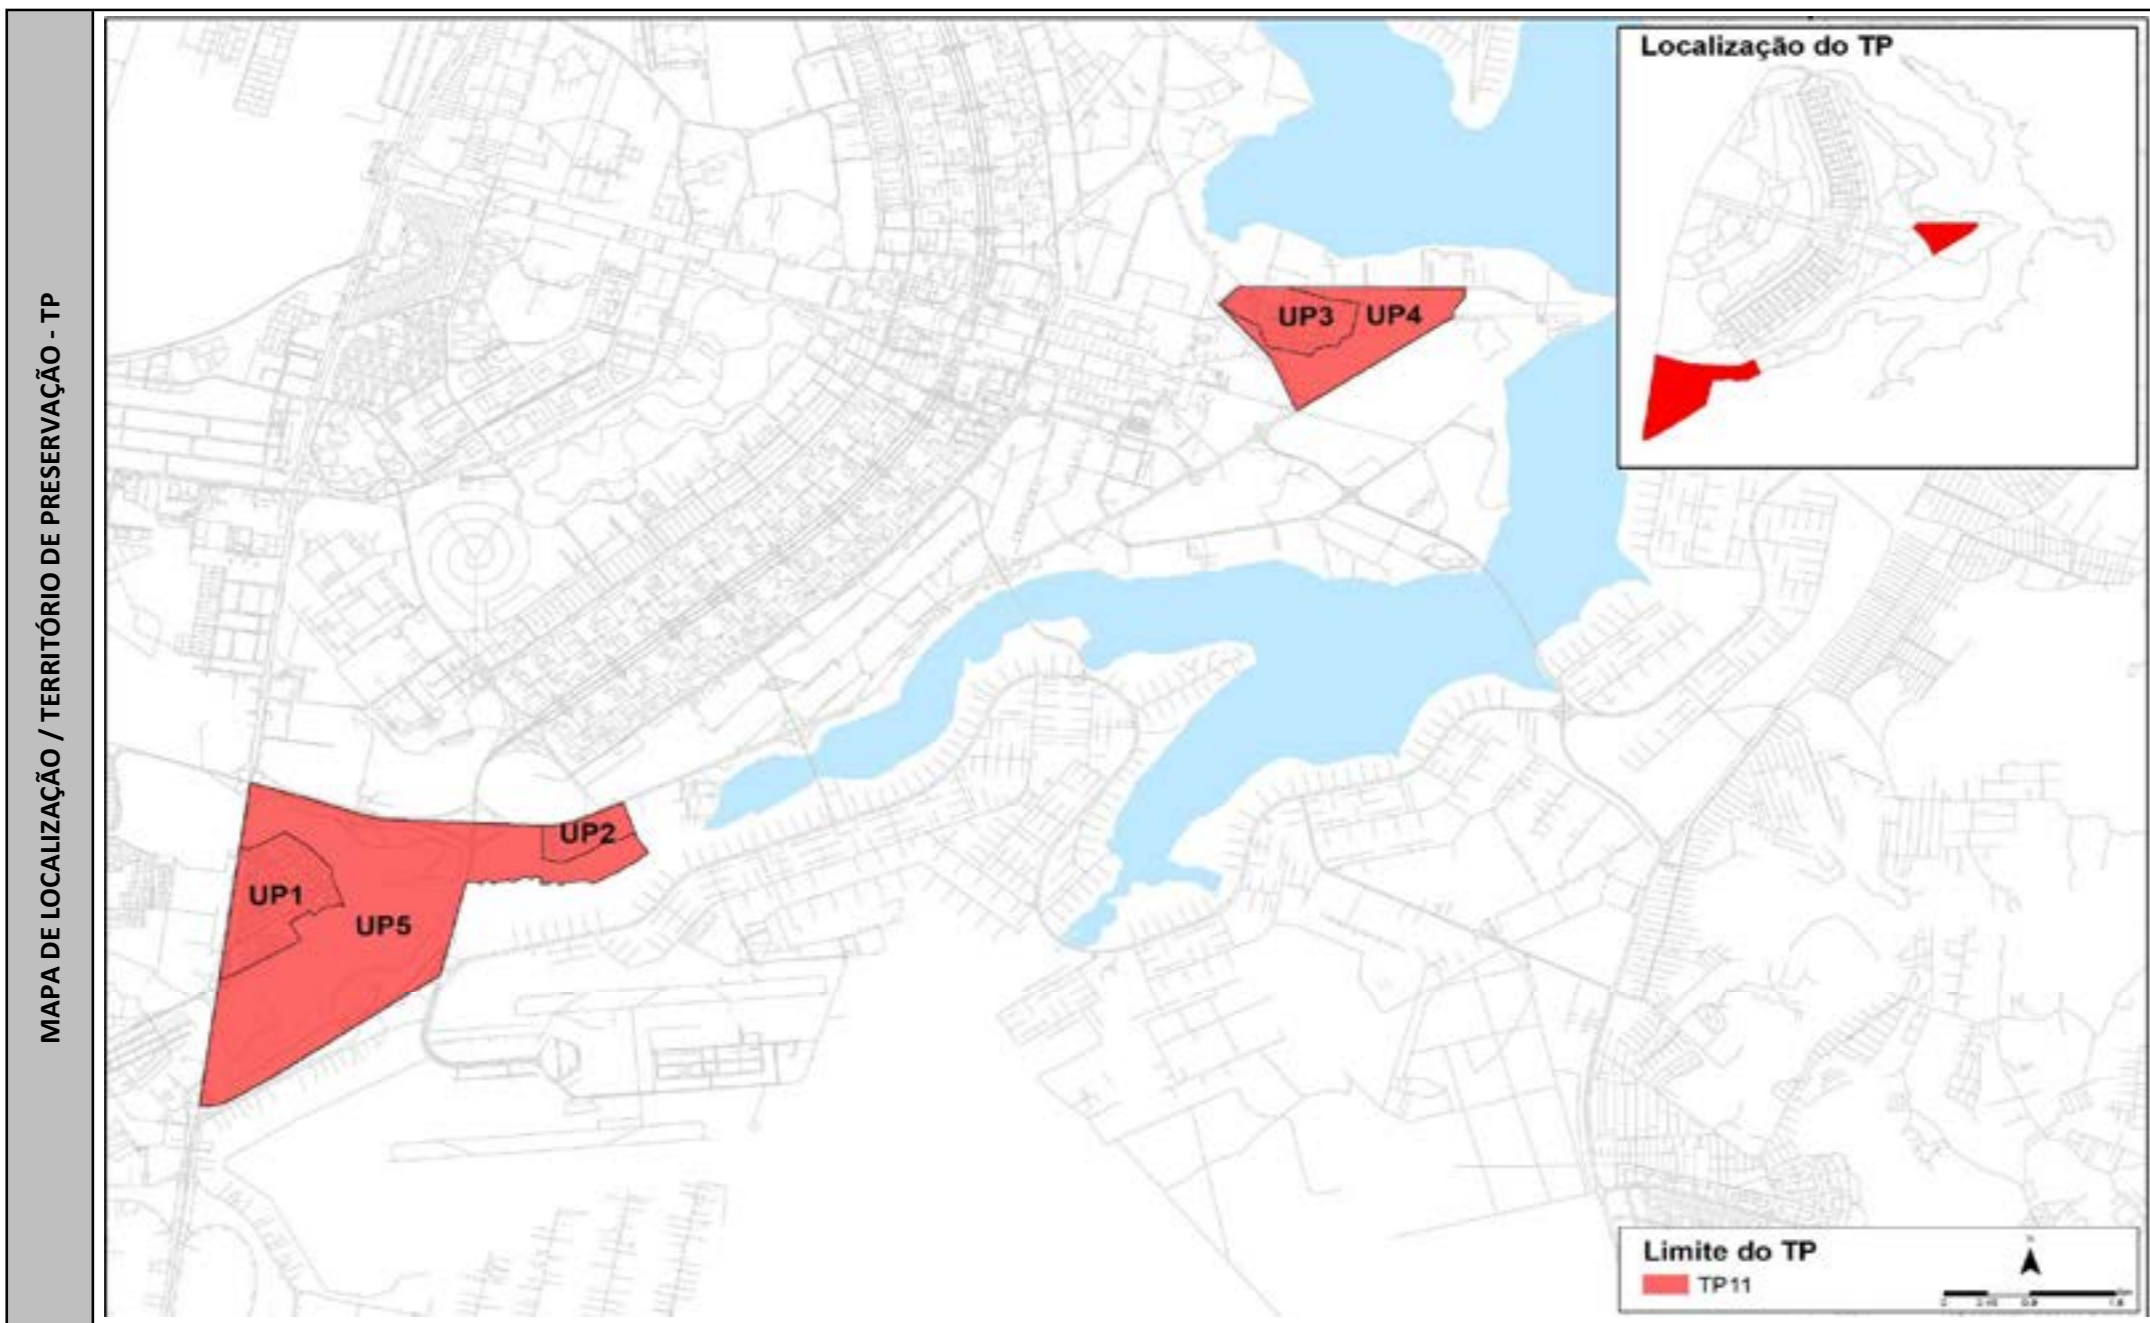 MAPA DE LOCALIZAÇÃO / TERRITÓRIO DE PRESERVAÇÃO - TP
Localização do TP
UP3
UP4
UP2
UP1
UP5
Limite do TP
TP11